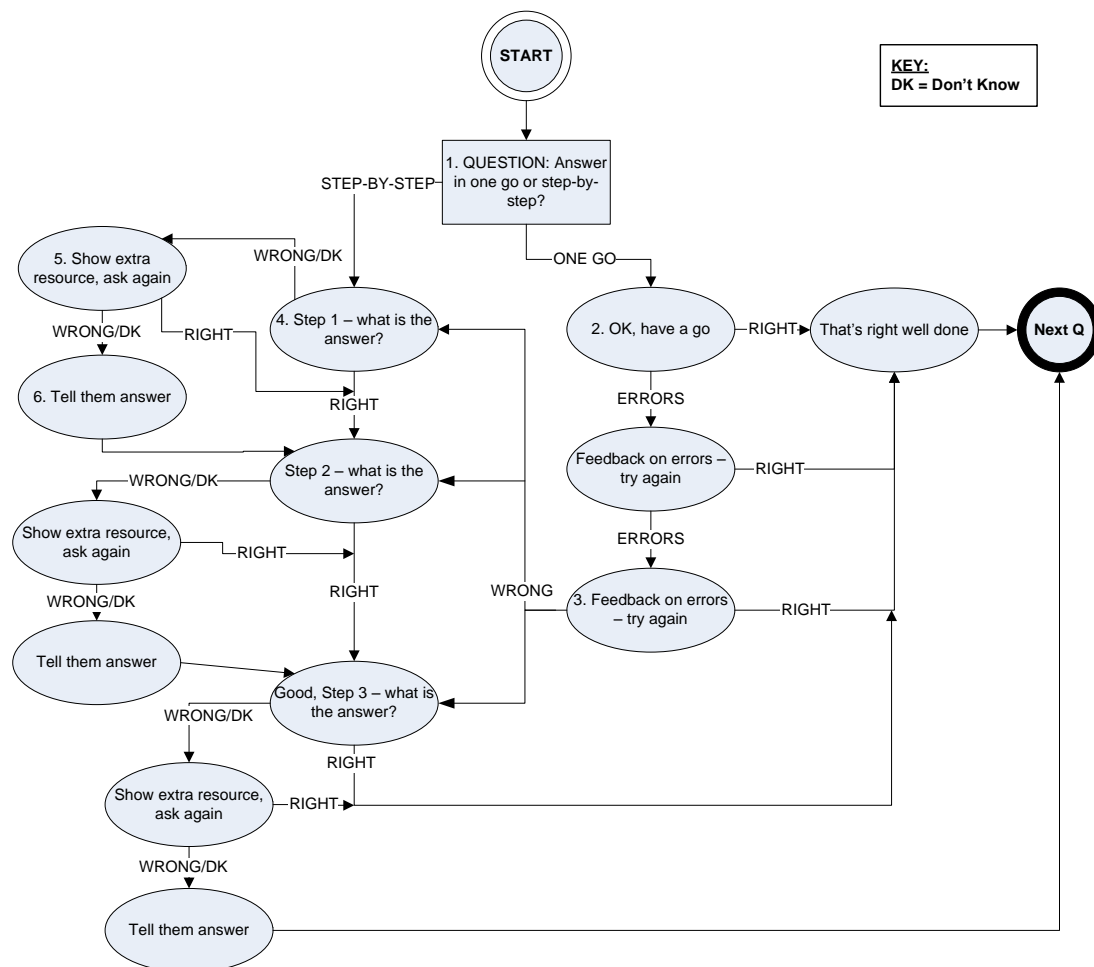 START
KEY:
DK = Don't Know
1. QUESTION: Answer
in one go or step-by-
step?
STEP-BY-STEP
ONE GO
5. Show extra
resource, ask again
WRONG/DK
4. Step 1 – what is the
answer?
2. OK, have a go
RIGHT
That's right well done
Next Q
WRONG/DK
RIGHT
6. Tell them answer
RIGHT
ERRORS
Step 2 – what is the
answer?
WRONG/DK
Feedback on errors –
try again
RIGHT
Show extra resource,
ask again
RIGHT
ERRORS
WRONG/DK
RIGHT
WRONG
3. Feedback on errors
– try again
RIGHT
Tell them answer
Good, Step 3 – what is
the answer?
WRONG/DK
RIGHT
Show extra resource,
ask again
RIGHT
WRONG/DK
Tell them answer